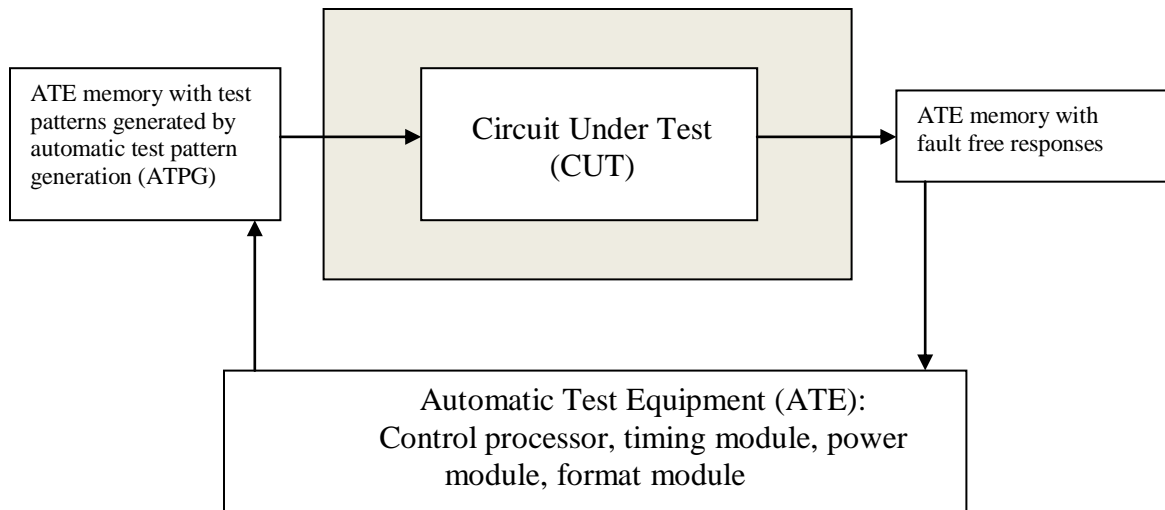 ATE memory with test
patterns generated by
automatic test pattern
generation (ATPG)
Circuit Under Test
(CUT)
ATE memory with
fault free responses
Automatic Test Equipment (ATE):
Control processor, timing module, power
module, format module